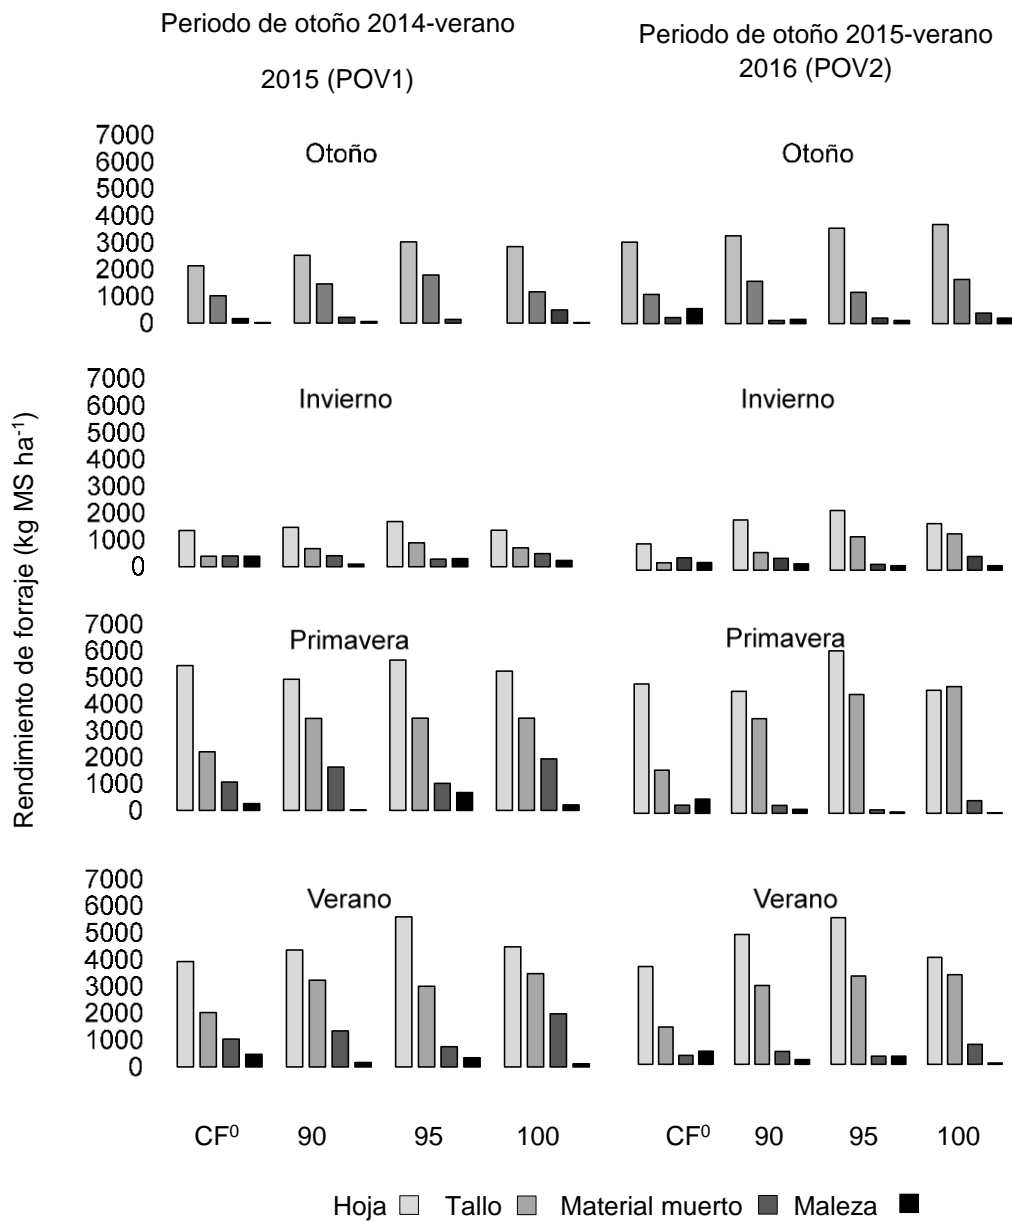 Periodo de otoño 2014-verano
2015 (POV1)
Periodo de otoño 2015-verano
2016 (POV2)
Rendimiento de forraje (kg MS ha-1)
7000
6000
5000
4000
3000
2000
1000
0
Otoño
Otoño
7000
6000
5000
4000
3000
2000
1000
0
Invierno
Invierno
7000
6000
5000
4000
3000
2000
1000
0
Primavera
Primavera
7000
6000
5000
4000
3000
2000
1000
0
Verano
Verano
CF0 90 95 100 CF0 90 95 100
Hoja Tallo Material muerto Maleza